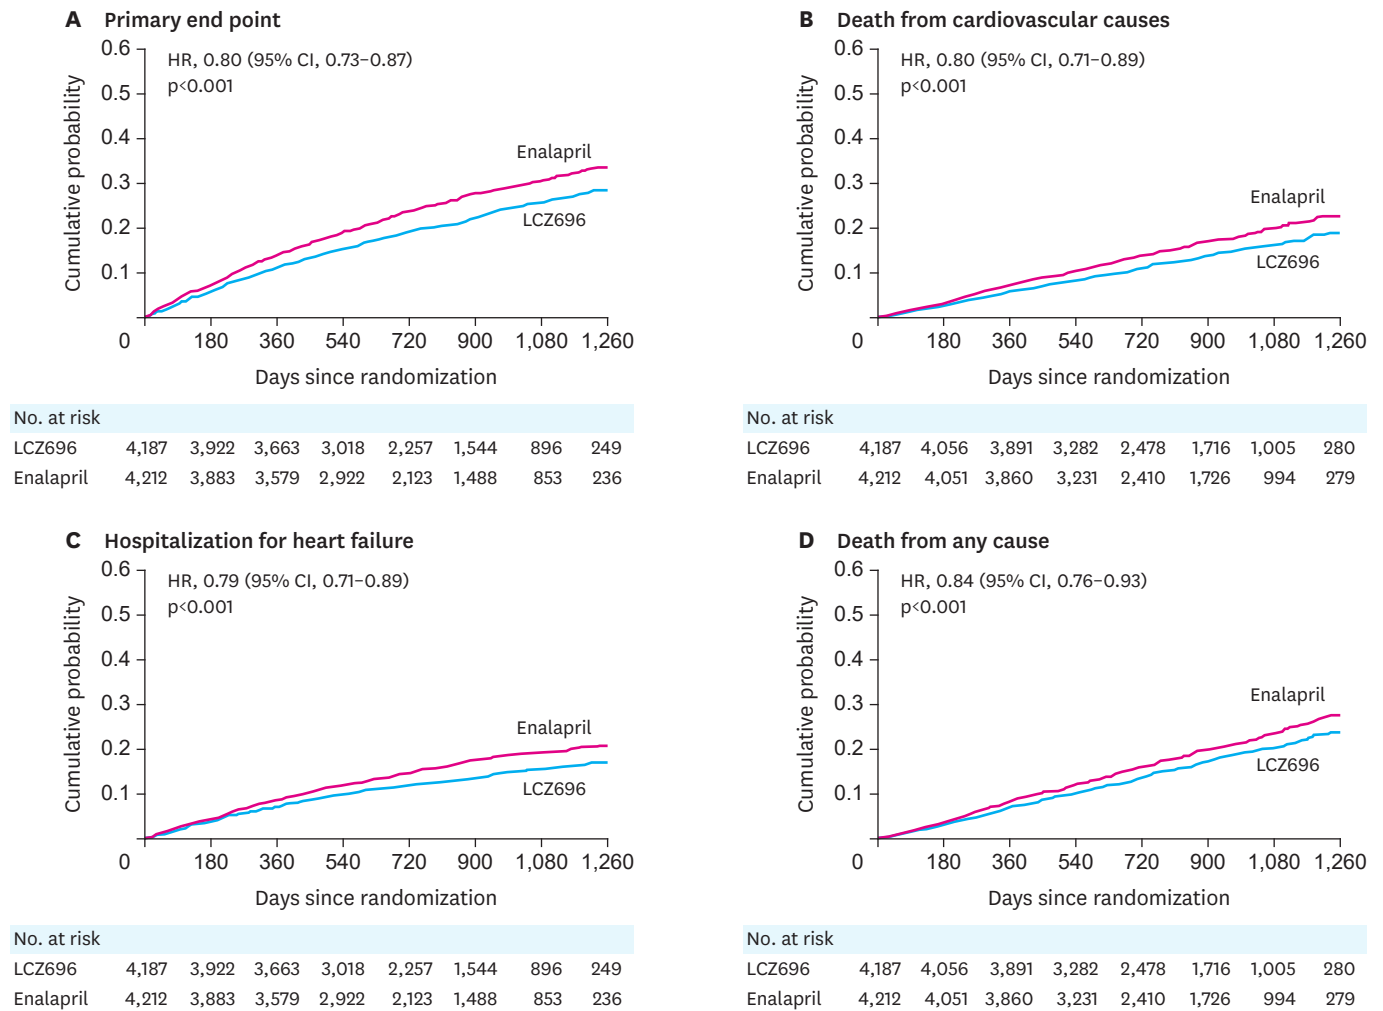 A Primary end point
HR, 0.80 (95% CI, 0.73–0.87)
p<0.001
Cumulative probability
0.6
0.5
0.4
0.3
0.2
0.1
Enalapril
LCZ696
0 180 360 540 720 900 1,080 1,260
Days since randomization
No. at risk
LCZ696 4,187 3,922 3,663 3,018 2,257 1,544 896 249
Enalapril 4,212 3,883 3,579 2,922 2,123 1,488 853 236
B Death from cardiovascular causes
HR, 0.80 (95% CI, 0.71–0.89)
p<0.001
Cumulative probability
0.6
0.5
0.4
0.3
0.2
0.1
Enalapril
LCZ696
0 180 360 540 720 900 1,080 1,260
Days since randomization
No. at risk
LCZ696 4,187 4,056 3,891 3,282 2,478 1,716 1,005 280
Enalapril 4,212 4,051 3,860 3,231 2,410 1,726 994 279
C Hospitalization for heart failure
HR, 0.79 (95% CI, 0.71–0.89)
p<0.001
Cumulative probability
0.6
0.5
0.4
0.3
0.2
0.1
Enalapril
LCZ696
0 180 360 540 720 900 1,080 1,260
Days since randomization
No. at risk
LCZ696 4,187 3,922 3,663 3,018 2,257 1,544 896 249
Enalapril 4,212 3,883 3,579 2,922 2,123 1,488 853 236
D Death from any cause
HR, 0.84 (95% CI, 0.76–0.93)
p<0.001
Cumulative probability
0.6
0.5
0.4
0.3
0.2
0.1
Enalapril
LCZ696
0 180 360 540 720 900 1,080 1,260
Days since randomization
No. at risk
LCZ696 4,187 4,056 3,891 3,282 2,478 1,716 1,005 280
Enalapril 4,212 4,051 3,860 3,231 2,410 1,726 994 279